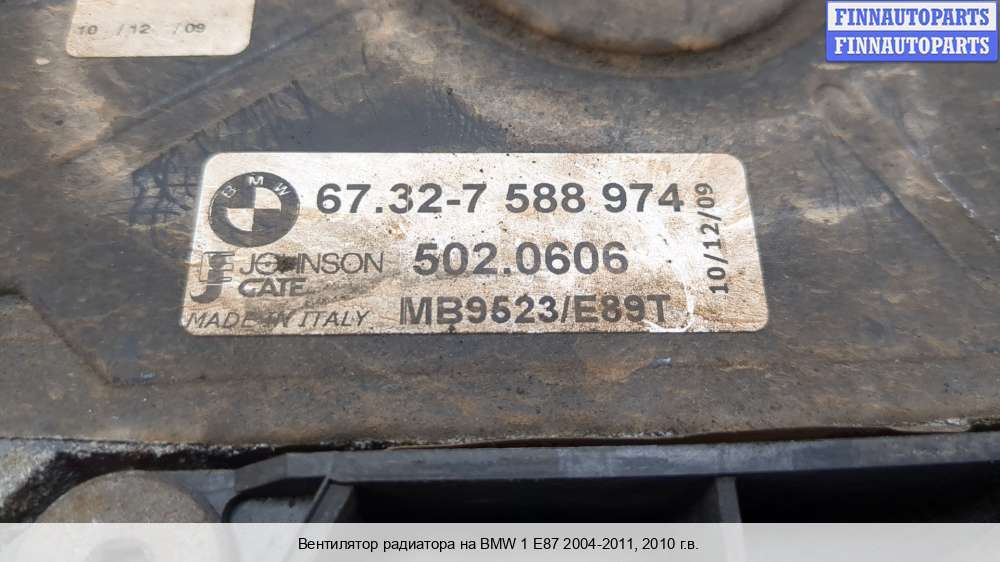 10 /12 /09
FINNAUTOPARTS
FINNAUTOPARTS
BMW
67.32-7 588 974
JOHNSON
GATE
502.0606
MADE IN ITALY
MB9523/E89T
10/12/09
Вентилятор радиатора на BMW 1 E87 2004-2011, 2010 г.в.